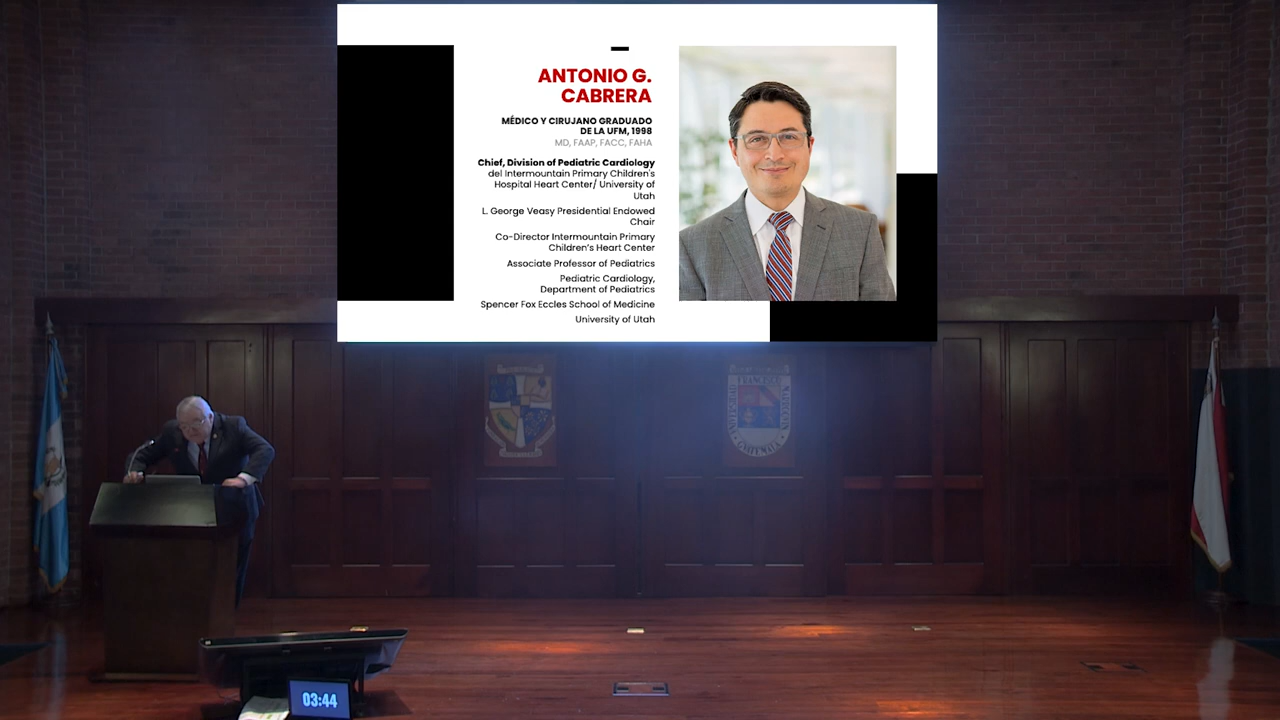 ANTONIO G.
CABRERA
MÉDICO Y CIRUJANO GRADUADO
DE LA UFM, 1998
MD, FAAP, FACC, FAHA
Chief, Division of Pediatric Cardiology
del Intermountain Primary Children's
Hospital Heart Center/ University of
Utah
L. George Veasy Presidential Endowed
Chair
Co-Director Intermountain Primary
Children's Heart Center
Associate Professor of Pediatrics
Pediatric Cardiology,
Department of Pediatrics
Spencer Fox Eccles School of Medicine
University of Utah
UNIVERSIDAD FRANCISCO MARROQUIN
03:44